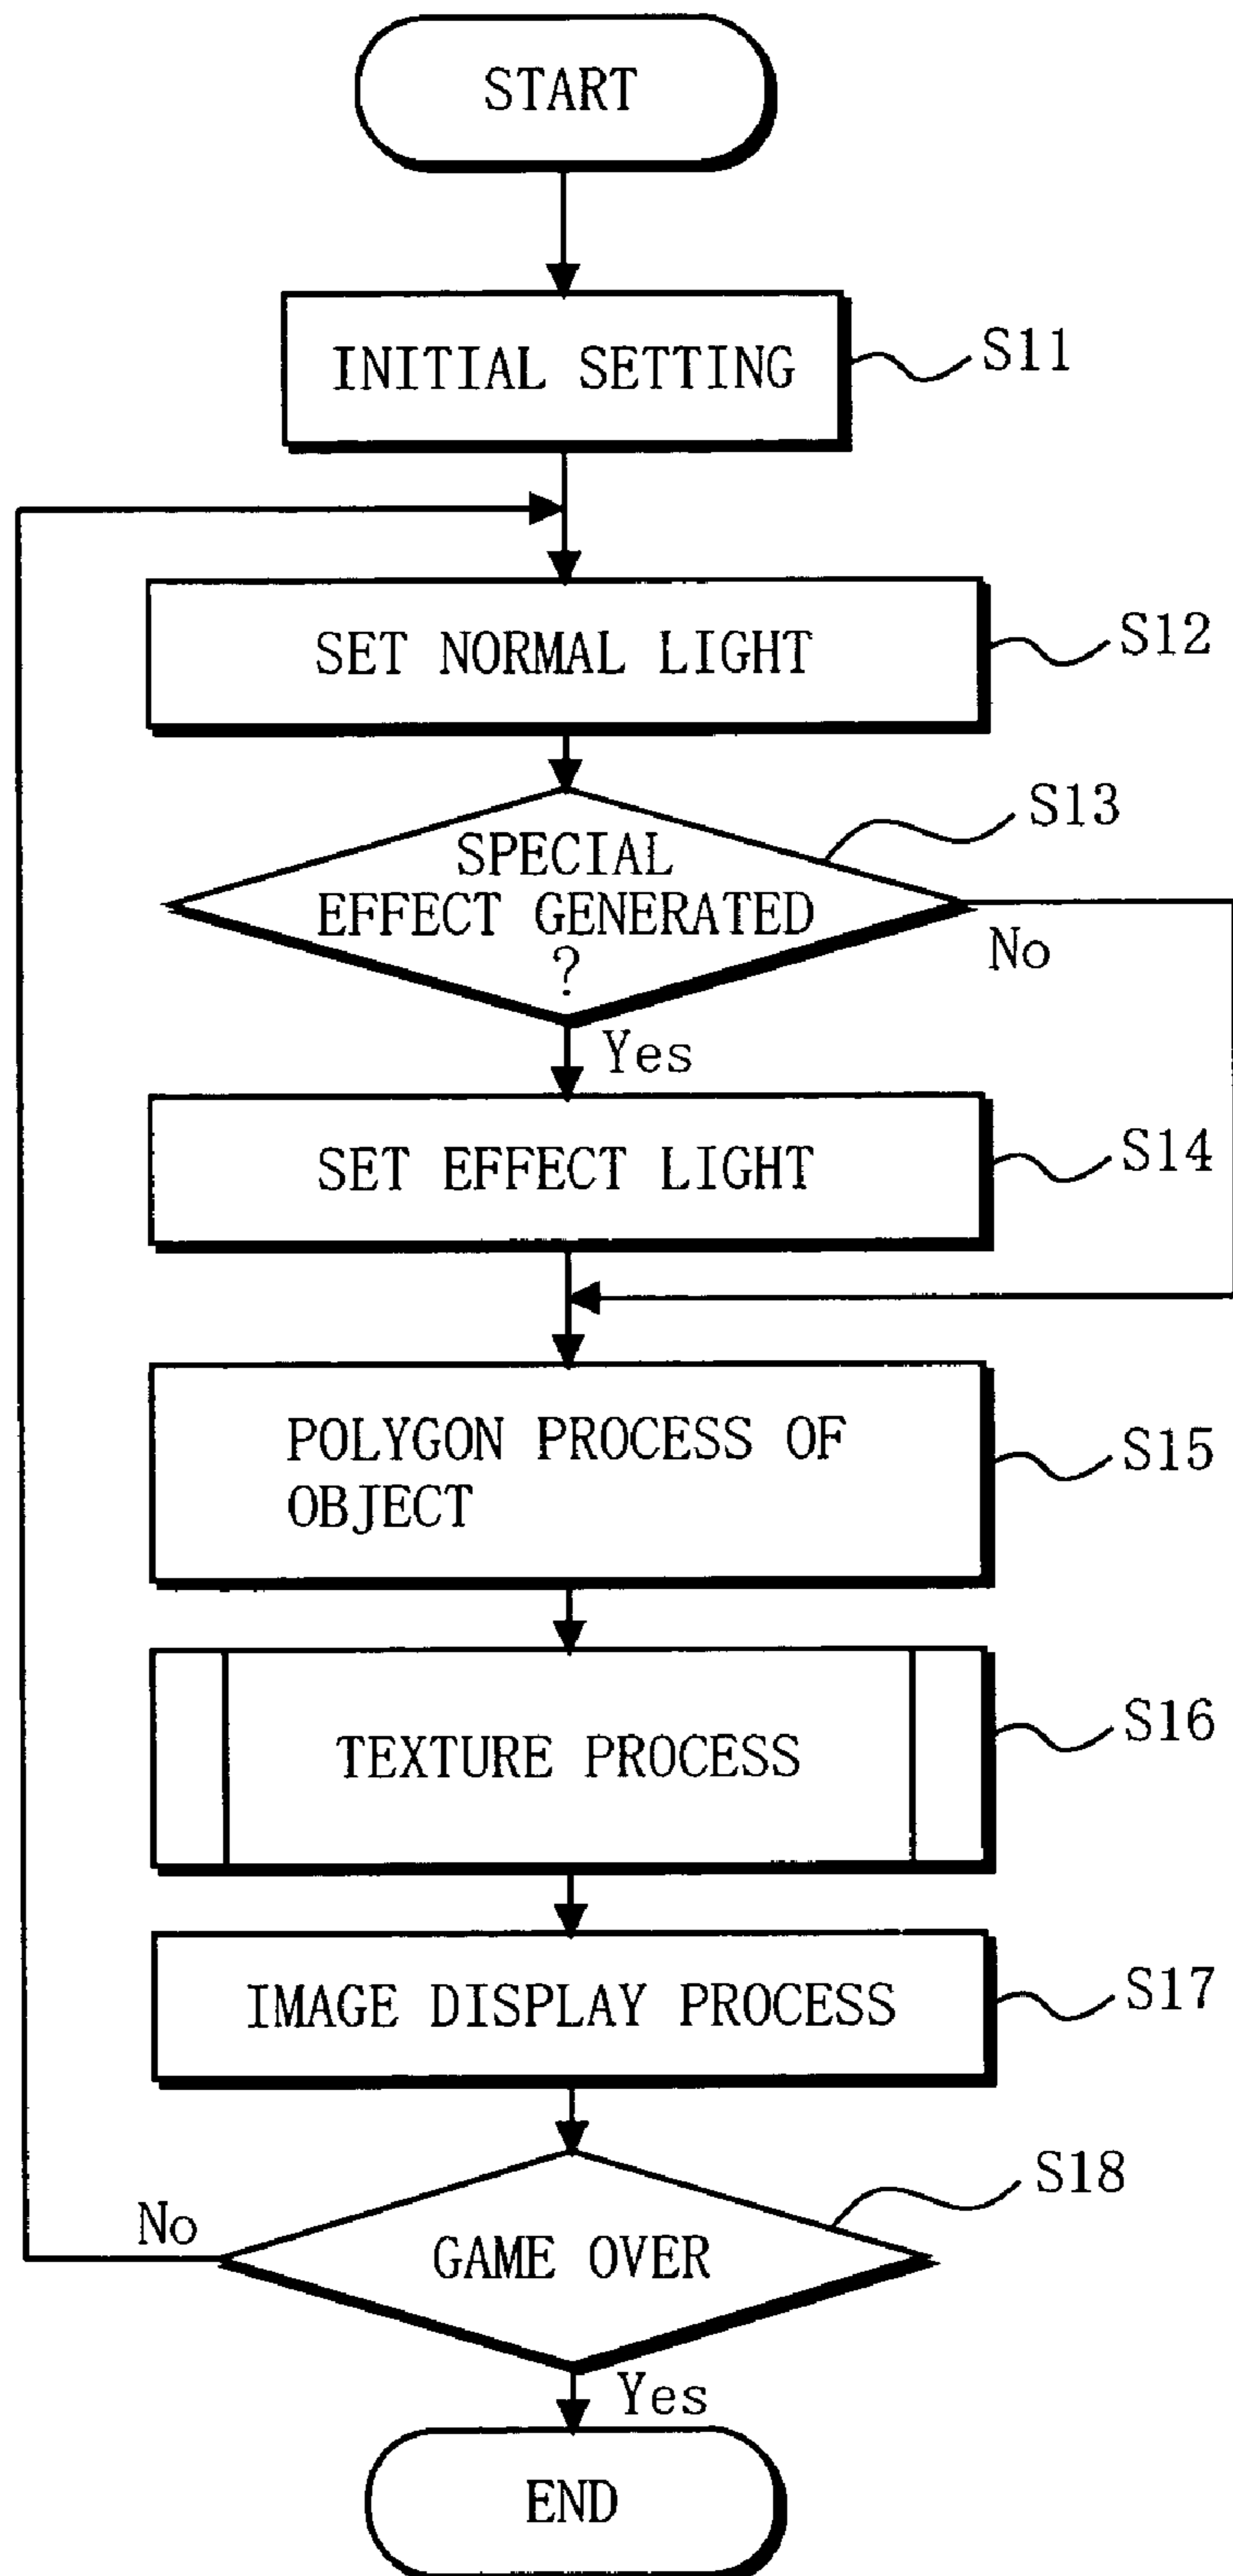 START
INITIAL SETTING
S11
SET NORMAL LIGHT
S12
S13
SPECIAL
EFFECT GENERATED
?
No
Yes
SET EFFECT LIGHT
S14
POLYGON PROCESS OF
OBJECT
S15
TEXTURE PROCESS
S16
IMAGE DISPLAY PROCESS
S17
S18
GAME OVER
No
Yes
END